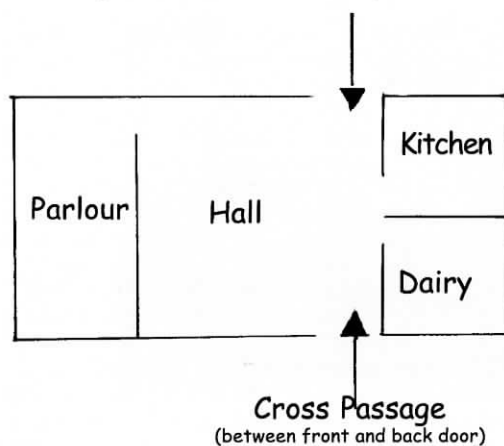 Kitchen
Parlour
Hall
Dairy
Cross Passage
(between front and back door)